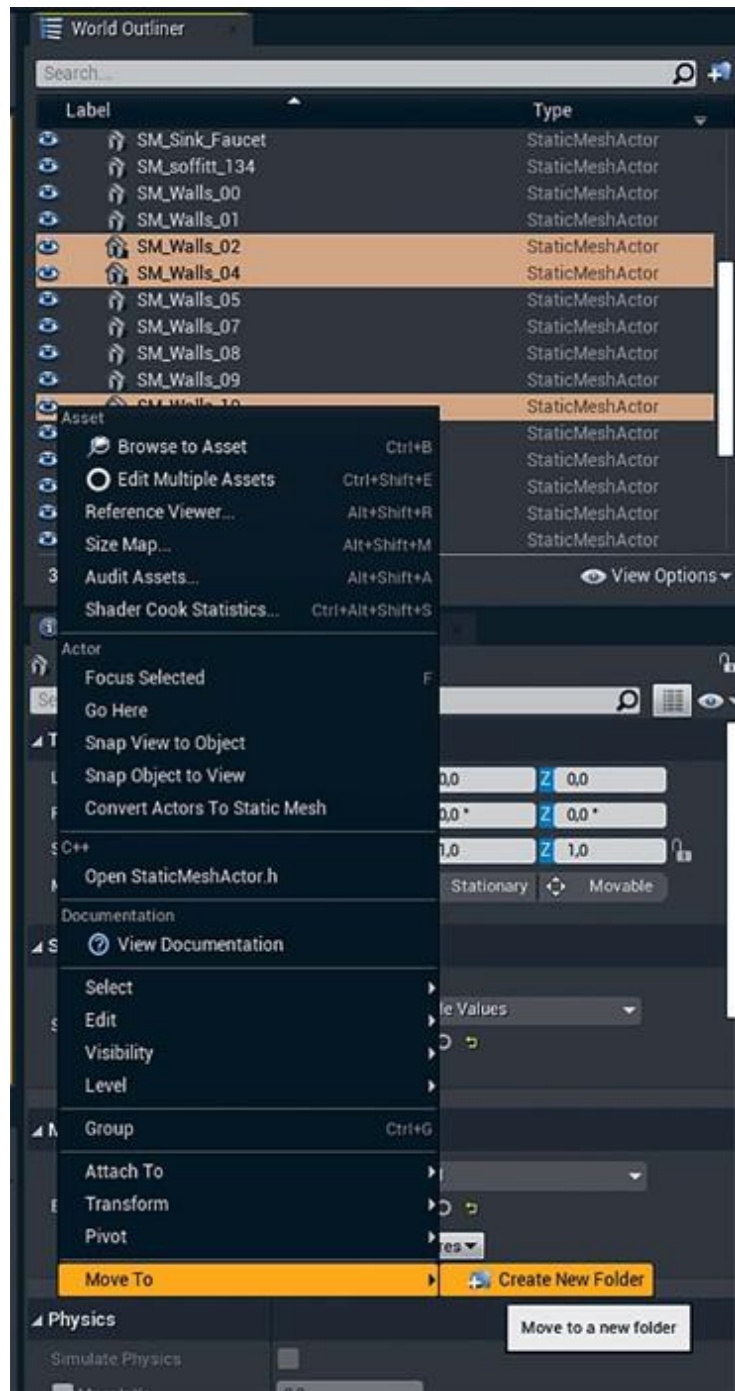 World Outliner
Search...
Label Type
SM_Sink_Faucet StaticMeshActor
SM_soffitt_134 StaticMeshActor
SM_Walls_00 StaticMeshActor
SM_Walls_01 StaticMeshActor
SM_Walls_02 StaticMeshActor
SM_Walls_04 StaticMeshActor
SM_Walls_05 StaticMeshActor
SM_Walls_07 StaticMeshActor
SM_Walls_08 StaticMeshActor
SM_Walls_09 StaticMeshActor
SM_Walls_10 StaticMeshActor
Asset StaticMeshActor
Browse to Asset Ctrl+B StaticMeshActor
Edit Multiple Assets Ctrl+Shift+E StaticMeshActor
Reference Viewer... Alt+Shift+R StaticMeshActor
Size Map... Alt+Shift+M StaticMeshActor
3 Audit Assets... Alt+Shift+A View Options
Shader Cook Statistics... Ctrl+Alt+Shift+S
Actor
Focus Selected F
Se
Go Here
T Snap View to Object
L Snap Object to View 0,0 Z 0,0
Convert Actors To Static Mesh 0,0 ° Z 0,0 °
S C++ 1,0 Z 1,0
Open StaticMeshActor.h Stationary Movable
Documentation
S View Documentation
Select
le Values
Edit
Visibility
Level
Group Ctrl+G
Attach To
Transform
Pivot
res
Move To Create New Folder
Physics Move to a new folder
Simulate Physics